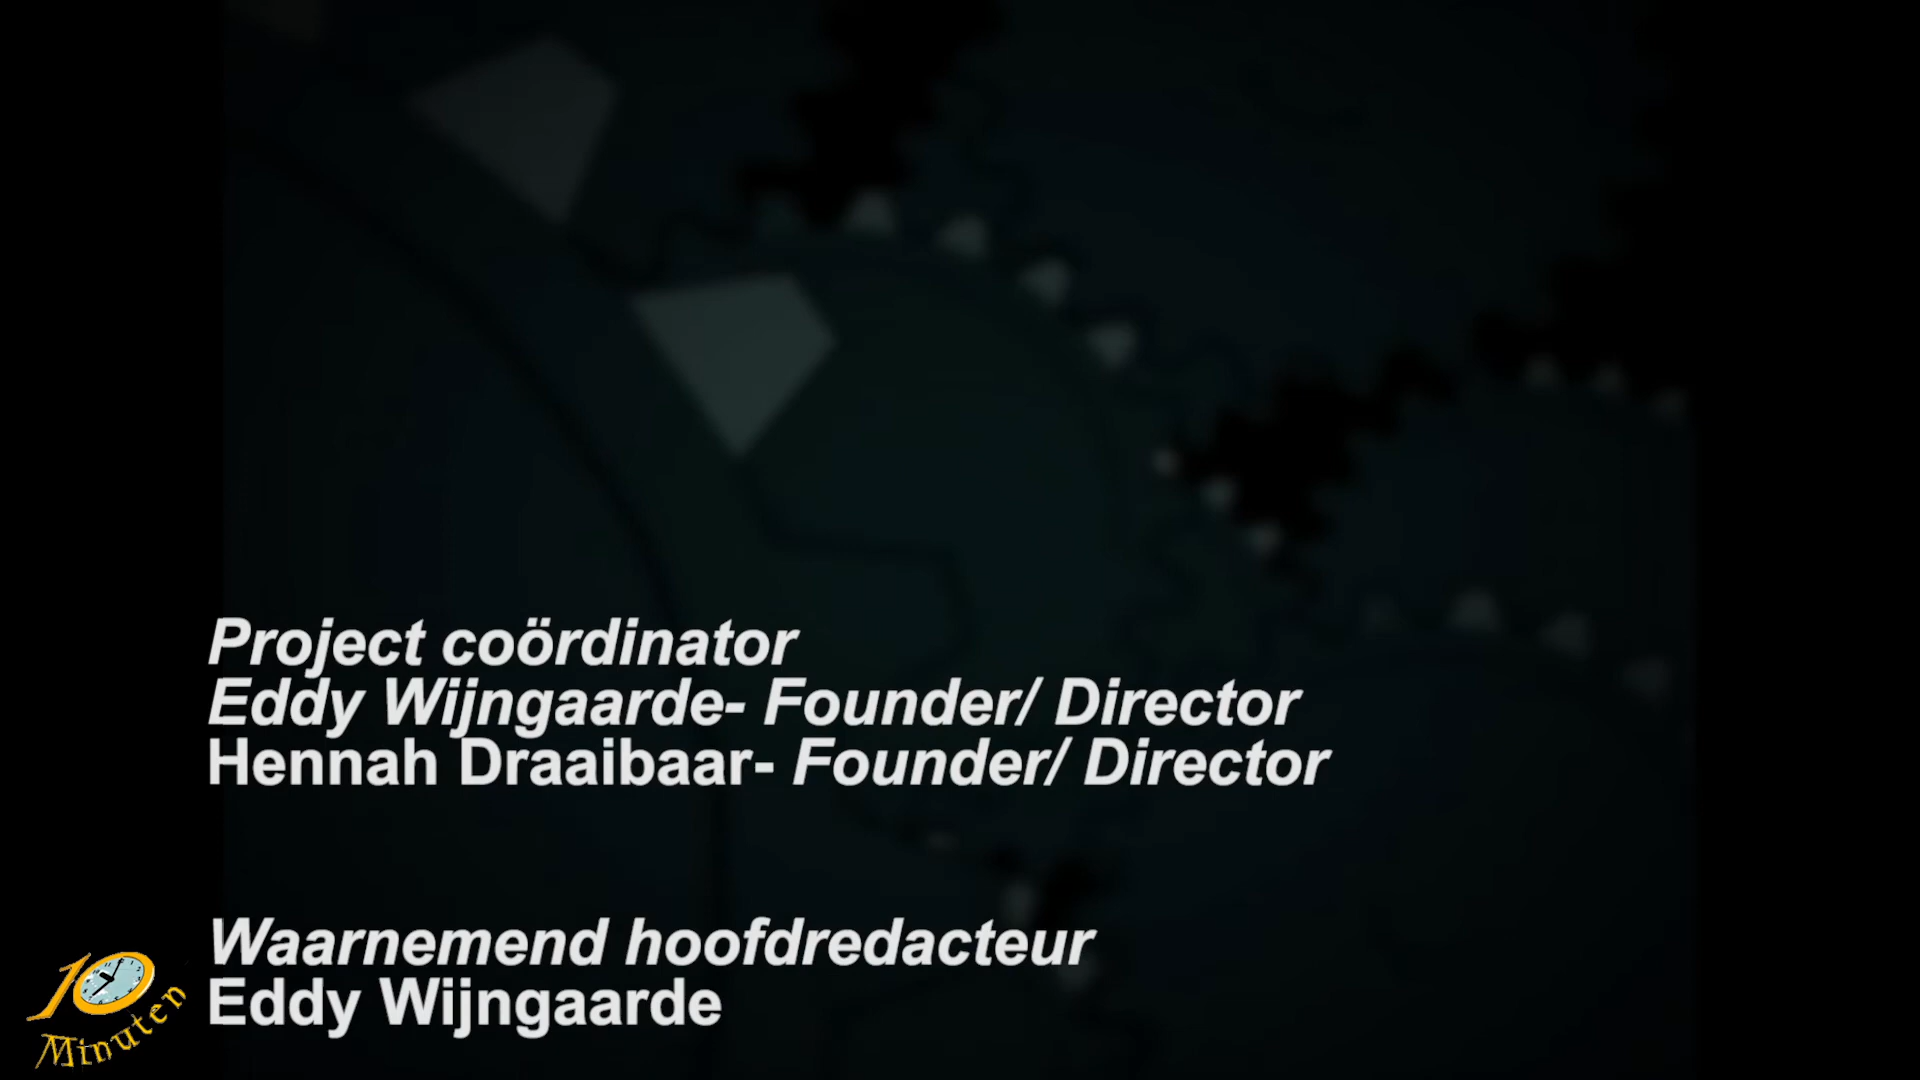 Project coördinator
Eddy Wijngaarde- Founder/ Director
Hennah Draaibaar- Founder/ Director
Waarnemend hoofdredacteur
Eddy Wijngaarde
10
Minuten